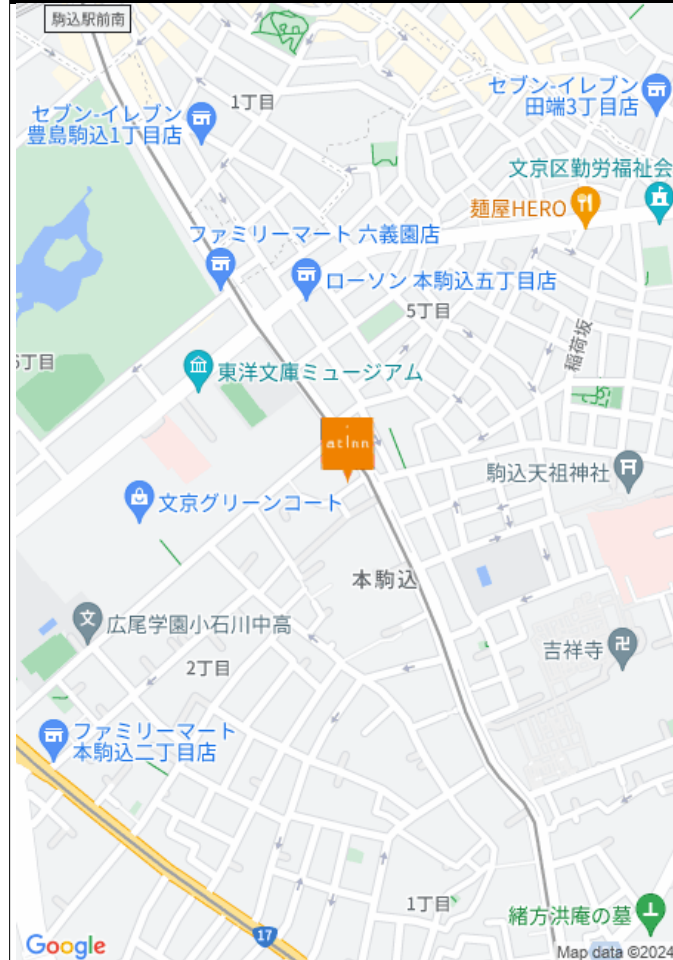 駒込駅前南
1丁目
セブン-イレブン
豊島駒込1丁目店
セブン-イレブン
田端3丁目店
文京区勤労福祉会
麺屋HERO
ファミリーマート 六義園店
ローソン 本駒込五丁目店
5丁目
稲荷坂
6丁目
東洋文庫ミュージアム
atinn
駒込天祖神社
文京グリーンコート
本駒込
広尾学園小石川中高
吉祥寺
2丁目
ファミリーマート
本駒込二丁目店
1丁目
緒方洪庵の墓
17
Google
Map data ©2024